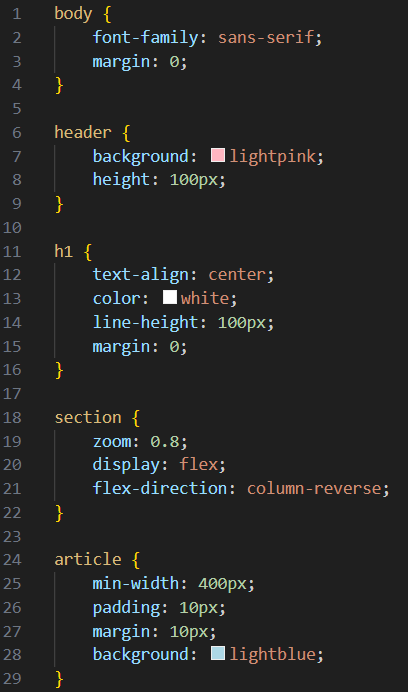 1 body {
2     font-family: sans-serif;
3     margin: 0;
4 }
5
6 header {
7     background: lightpink;
8     height: 100px;
9 }
10
11 h1 {
12     text-align: center;
13     color: white;
14     line-height: 100px;
15     margin: 0;
16 }
17
18 section {
19     zoom: 0.8;
20     display: flex;
21     flex-direction: column-reverse;
22 }
23
24 article {
25     min-width: 400px;
26     padding: 10px;
27     margin: 10px;
28     background: lightblue;
29 }